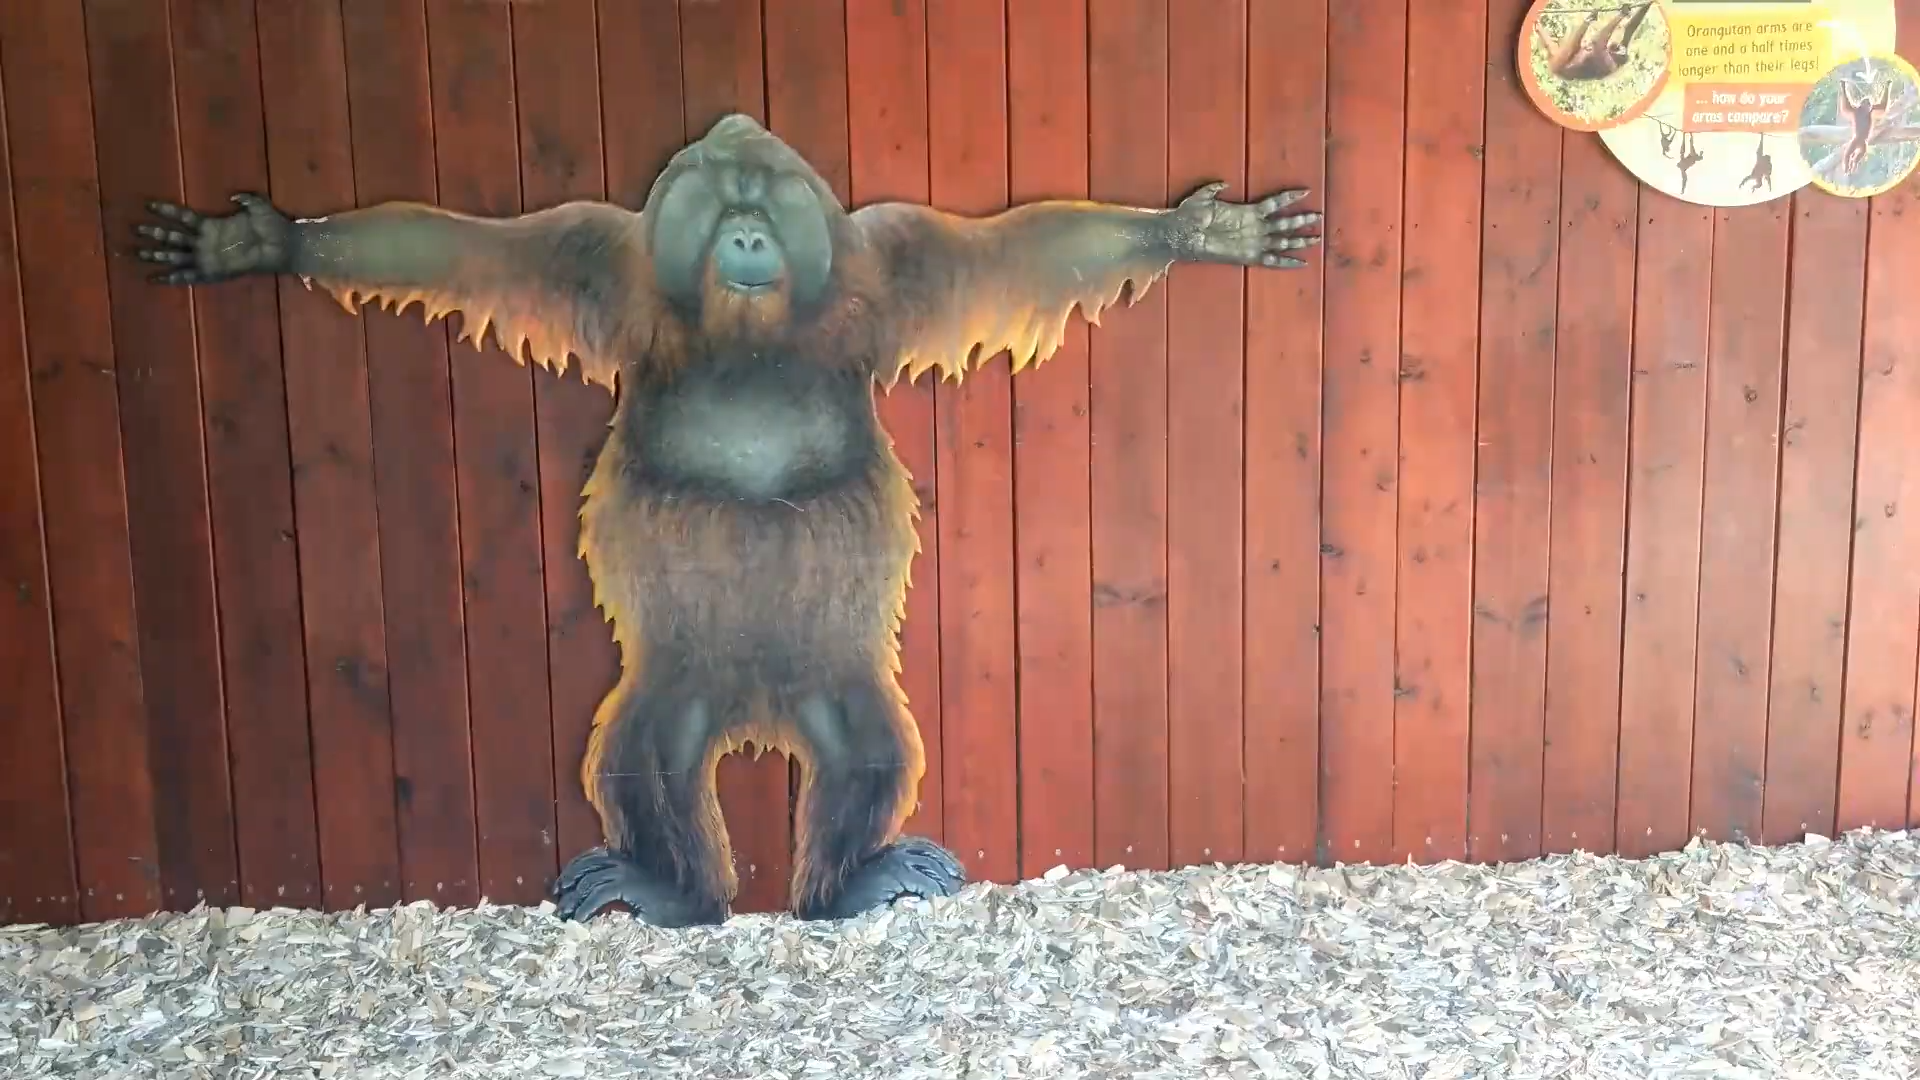 Orangutan arms are
one and a half times
longer than their legs!
... how do your
arms compare?